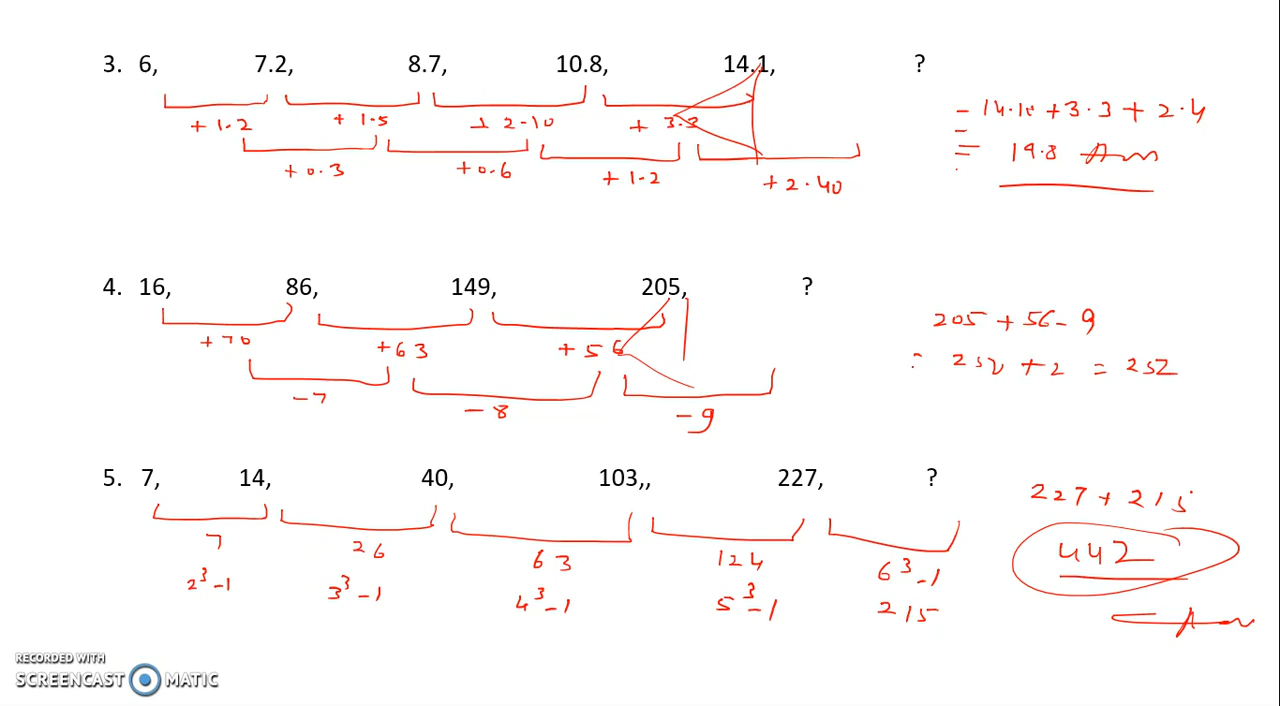 3. 6, 7.2, 8.7, 10.8, 14.1, ?
+1.2 +1.5 +2.10 +3.3
+0.3 +0.6 +1.2 +2.40
- 14.10 +3.3 + 2.4
= 19.8 Ans
4. 16, 86, 149, 205, ?
+70 +63 +56
-7 -8 -9
205 +56-9
252 +2 = 252
5. 7, 14, 40, 103,, 227, ?
7 26 63 124 6³-1
2³-1 3³-1 4³-1 5³-1 215
227 + 215
442
Ans
RECORDED WITH
SCREENCAST MATIC